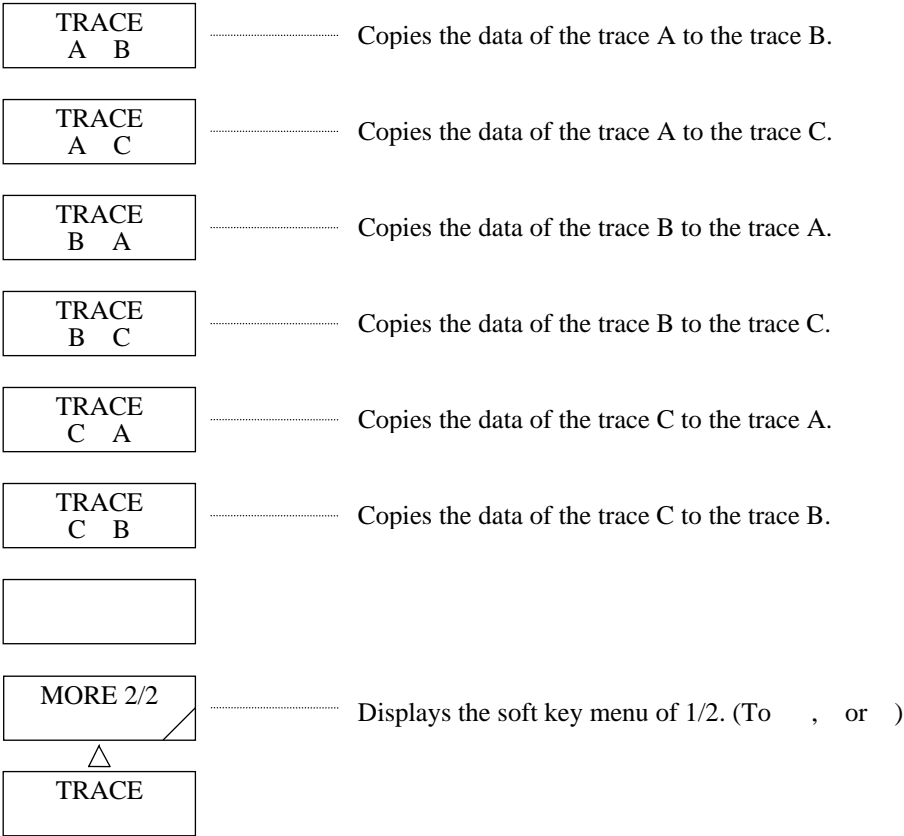 TRACE
A B
Copies the data of the trace A to the trace B.
TRACE
A C
Copies the data of the trace A to the trace C.
TRACE
B A
Copies the data of the trace B to the trace A.
TRACE
B C
Copies the data of the trace B to the trace C.
TRACE
C A
Copies the data of the trace C to the trace A.
TRACE
C B
Copies the data of the trace C to the trace B.
MORE 2/2
Displays the soft key menu of 1/2. (To , or )
TRACE